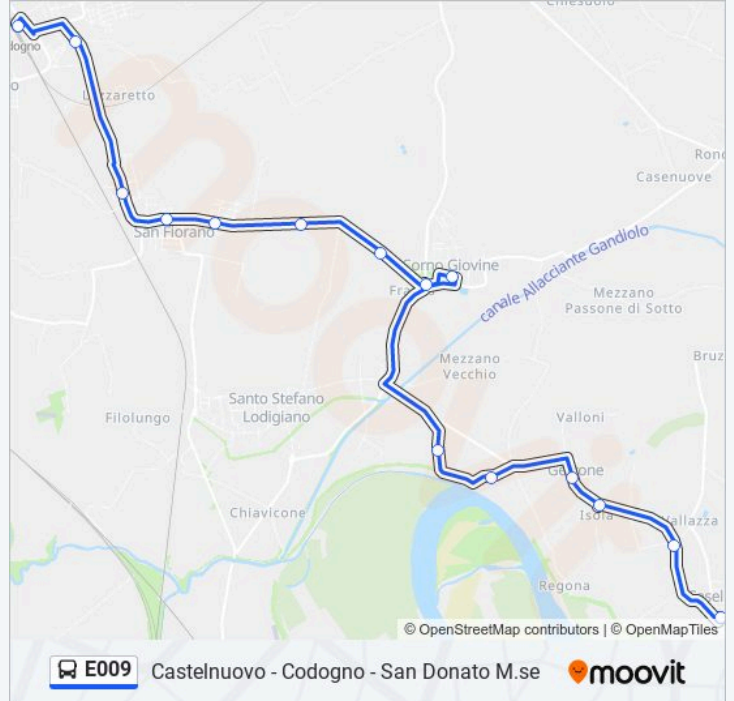 Chiesuolo
dogno
Lazzaretto
Casenuove
San Fiorano
Corno Giovine
canale Allacciante Gandiolo
Mezzano
Passone di Sotto
Mezzano
Vecchio
Bruz
Santo Stefano
Lodigiano
Filolungo
Valloni
Chiavicone
Isola
Vallazza
Regona
© OpenStreetMap contributors | © OpenMapTiles
E009
Castelnuovo - Codogno - San Donato M.se
moovit